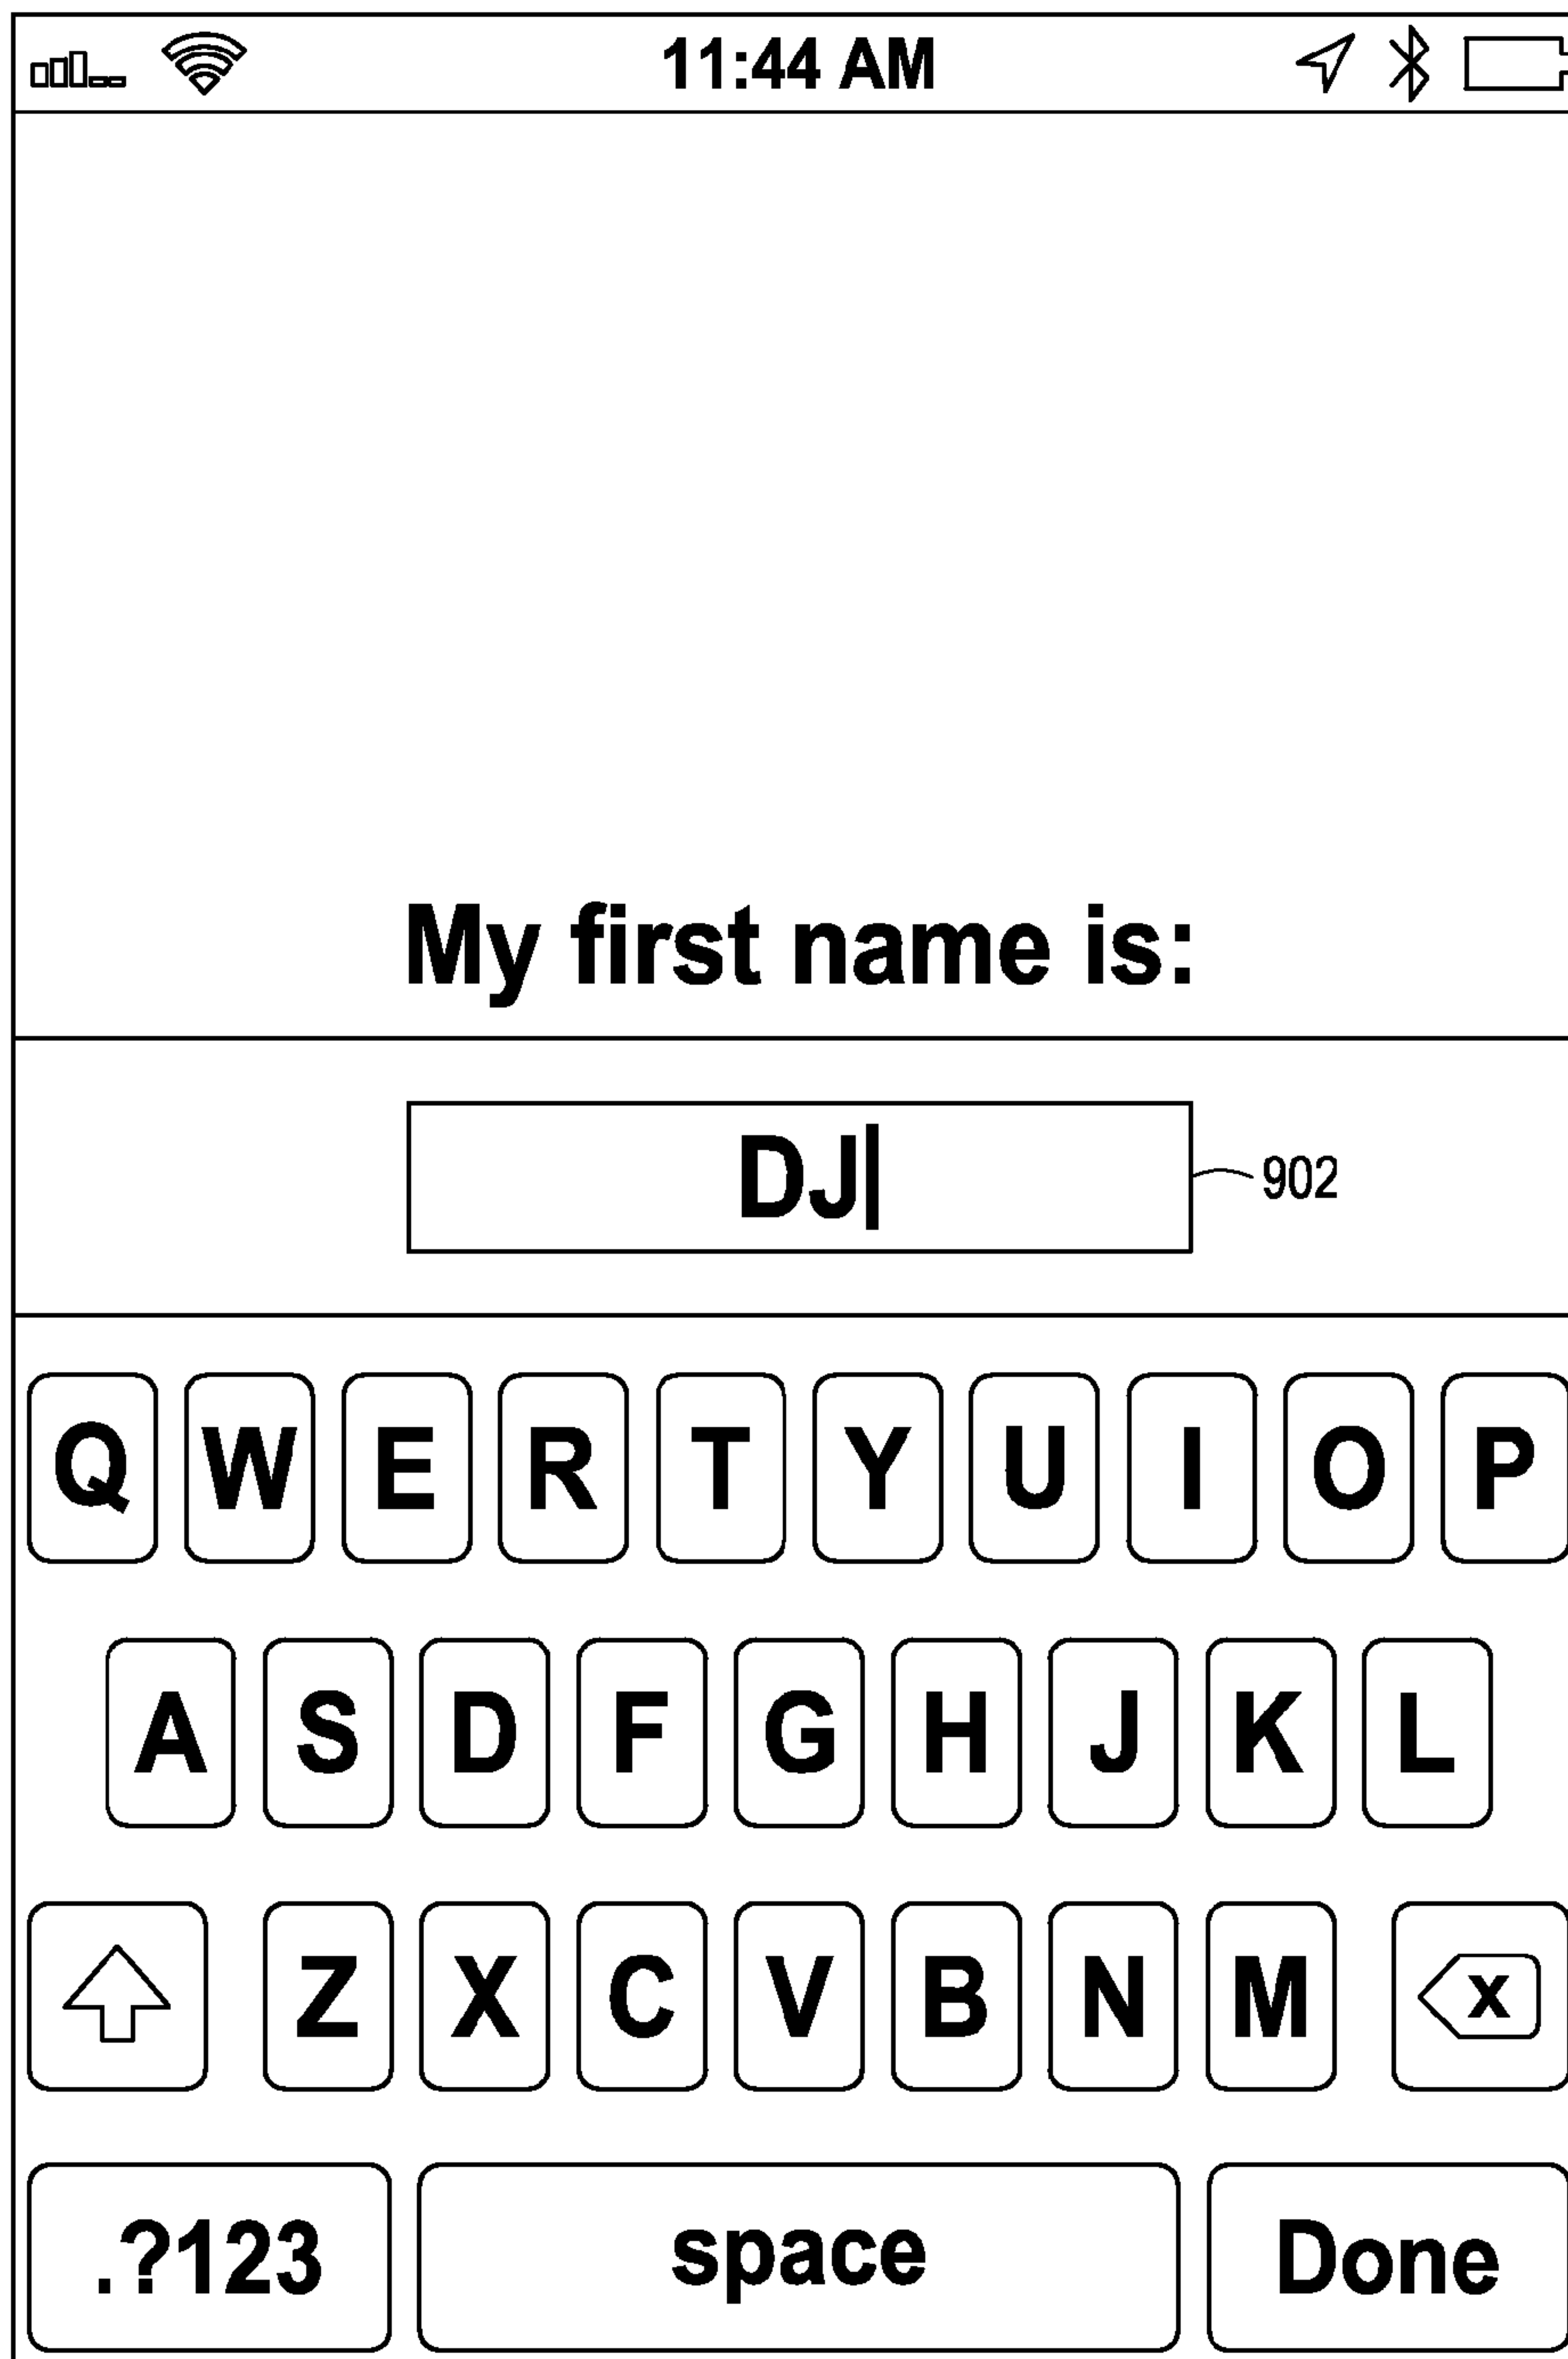 11:44 AM
My first name is:
DJ
902
Q W E R T Y U I O P
A S D F G H J K L
Z X C V B N M X
.?123 space Done